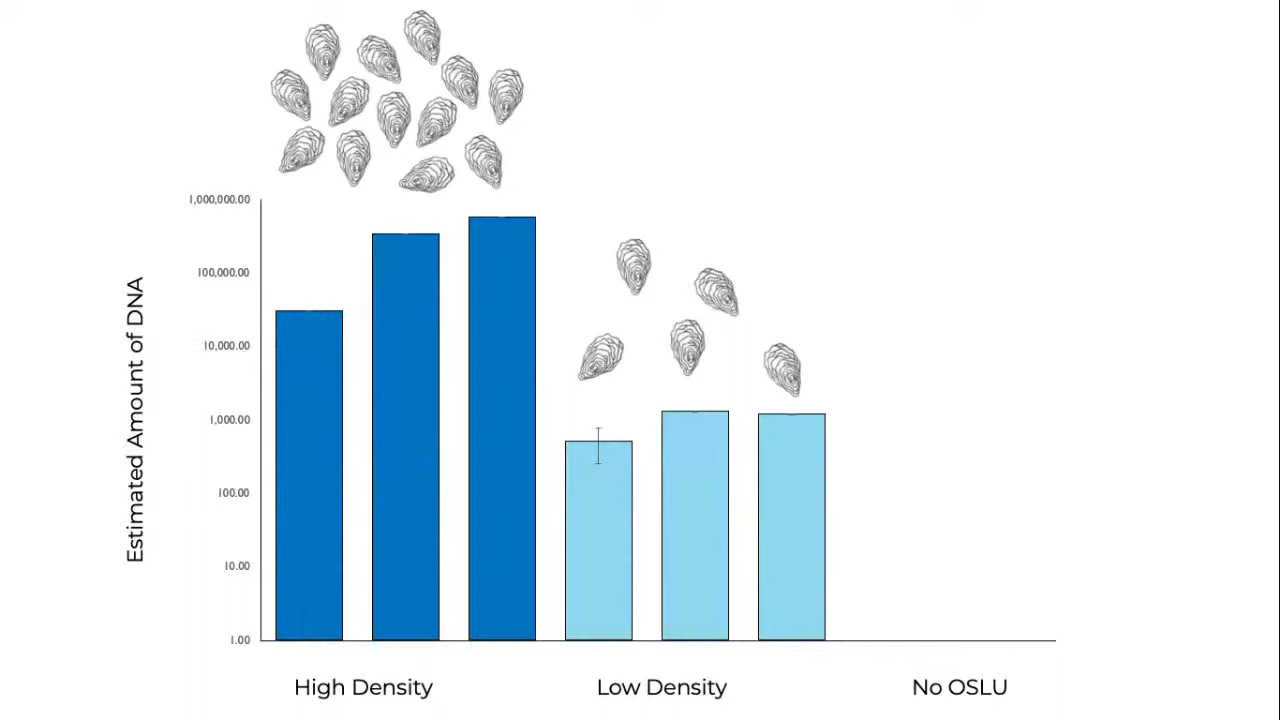 1,000,000.00
100,000.00
10,000.00
1,000.00
100.00
10.00
1.00
Estimated Amount of DNA
High Density
Low Density
No OSLU